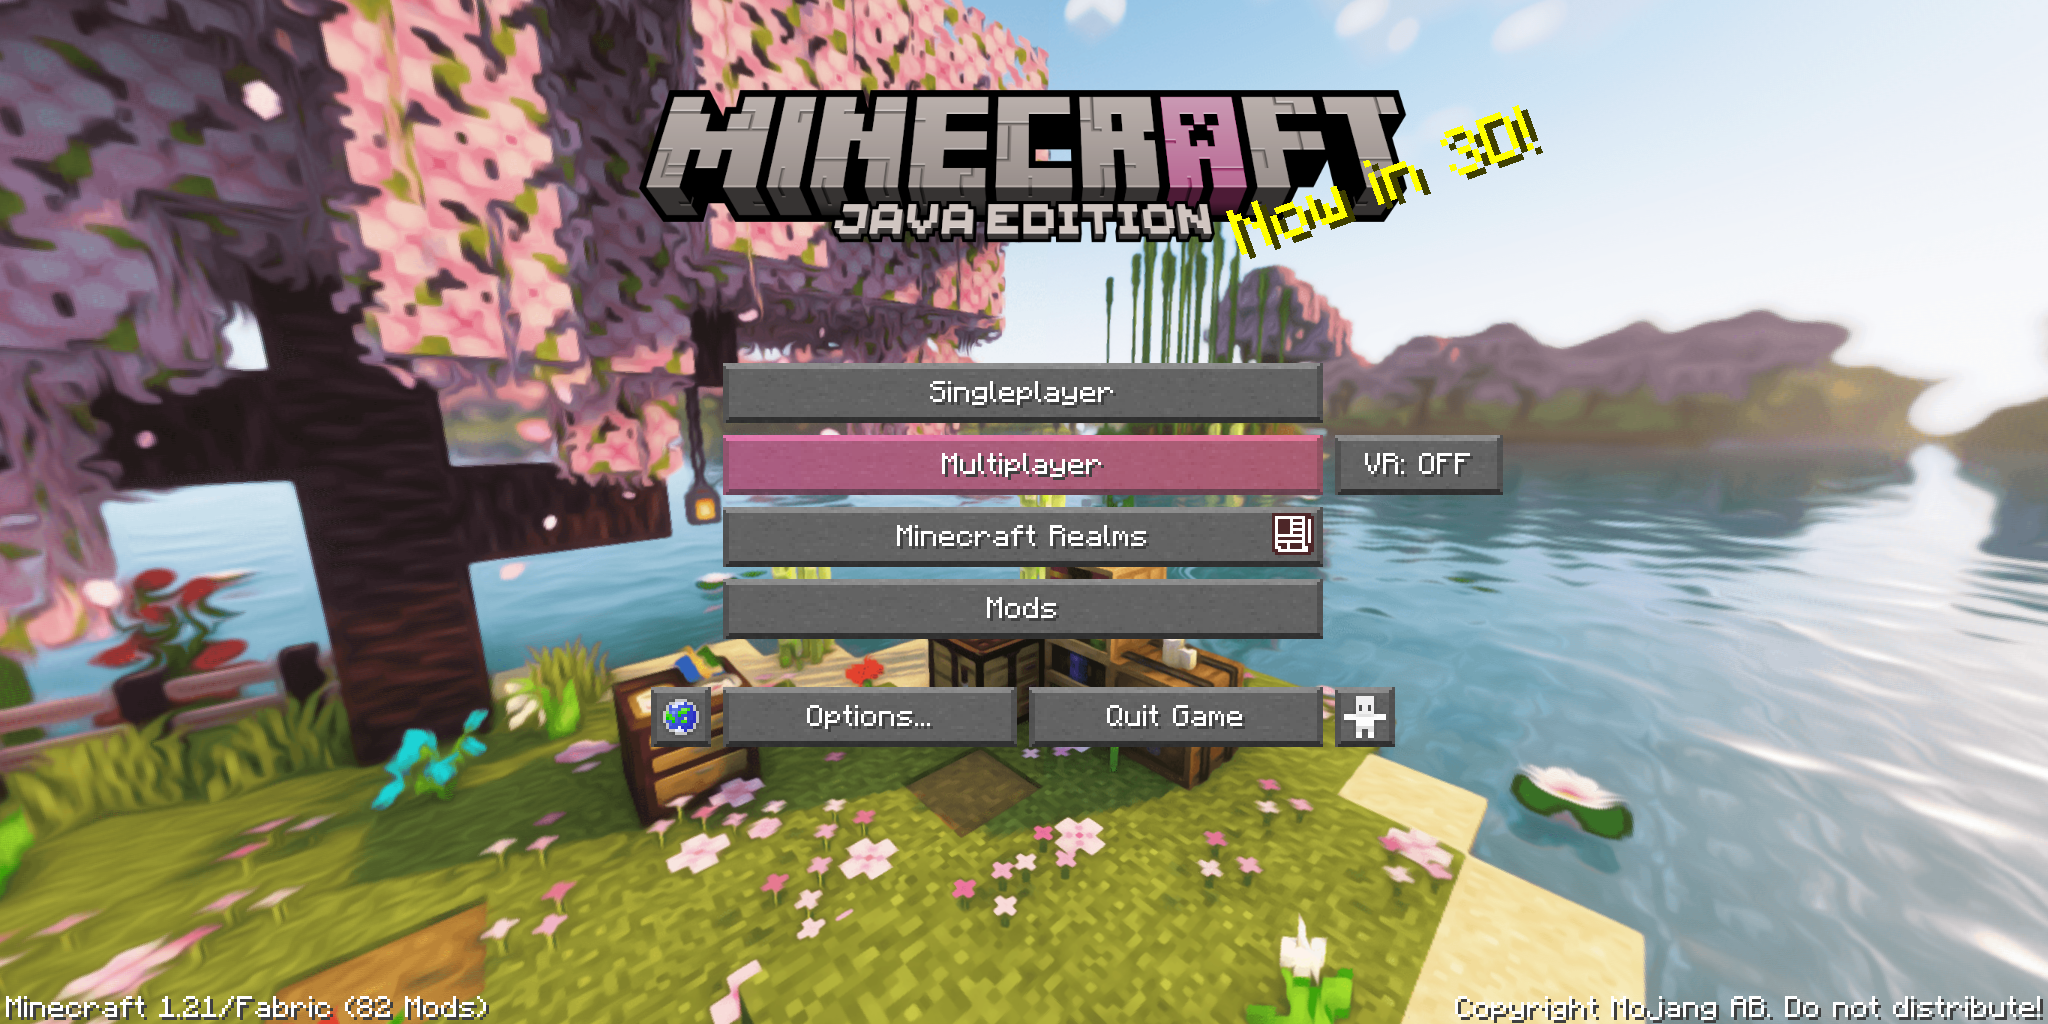 MINECRAFT
JAVA EDITION
Now in 3D!
Singleplayer
Multiplayer
VR: OFF
Minecraft Realms
Mods
Options...
Quit Game
Minecraft 1.21/Fabric (82 Mods)
Copyright Mojang AB. Do not distribute!